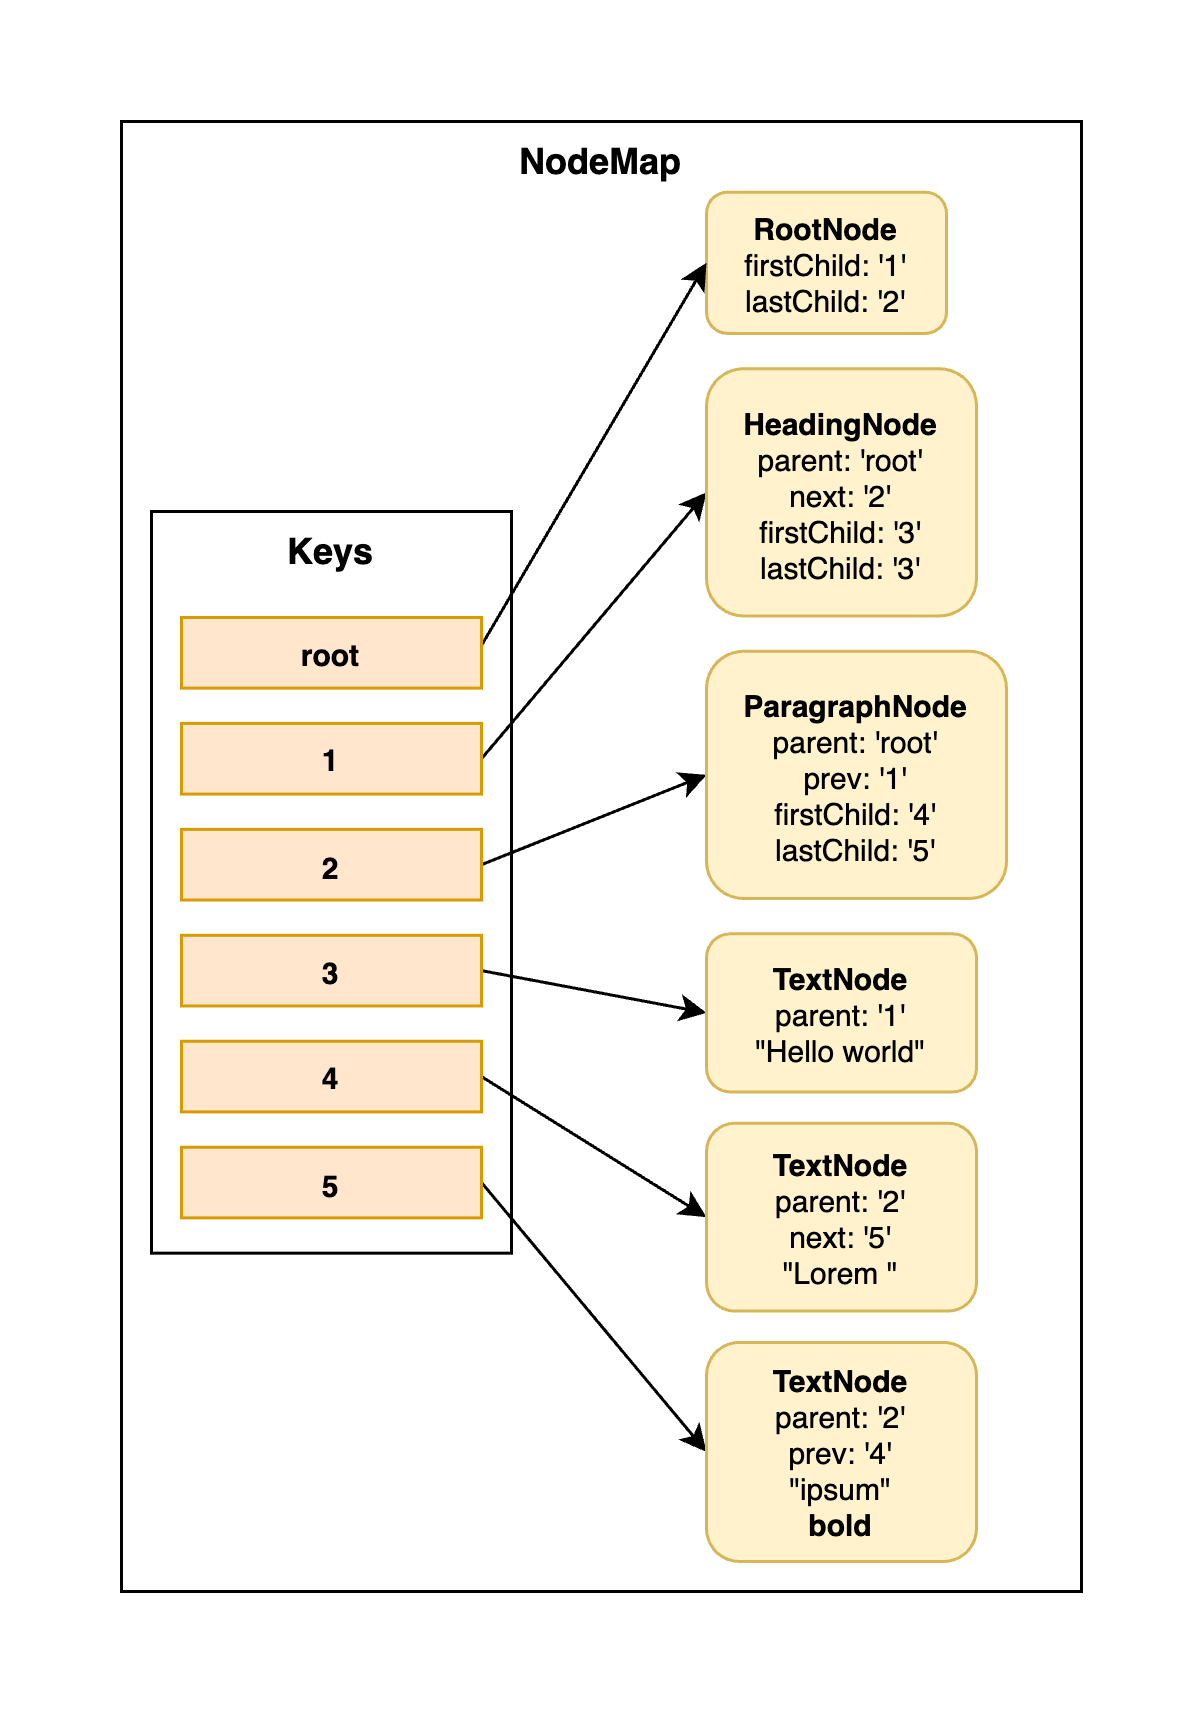 NodeMap
Keys
root
1
2
3
4
5
RootNode
firstChild: '1'
lastChild: '2'
HeadingNode
parent: 'root'
next: '2'
firstChild: '3'
lastChild: '3'
ParagraphNode
parent: 'root'
prev: '1'
firstChild: '4'
lastChild: '5'
TextNode
parent: '1'
"Hello world"
TextNode
parent: '2'
next: '5'
"Lorem "
TextNode
parent: '2'
prev: '4'
"ipsum"
bold